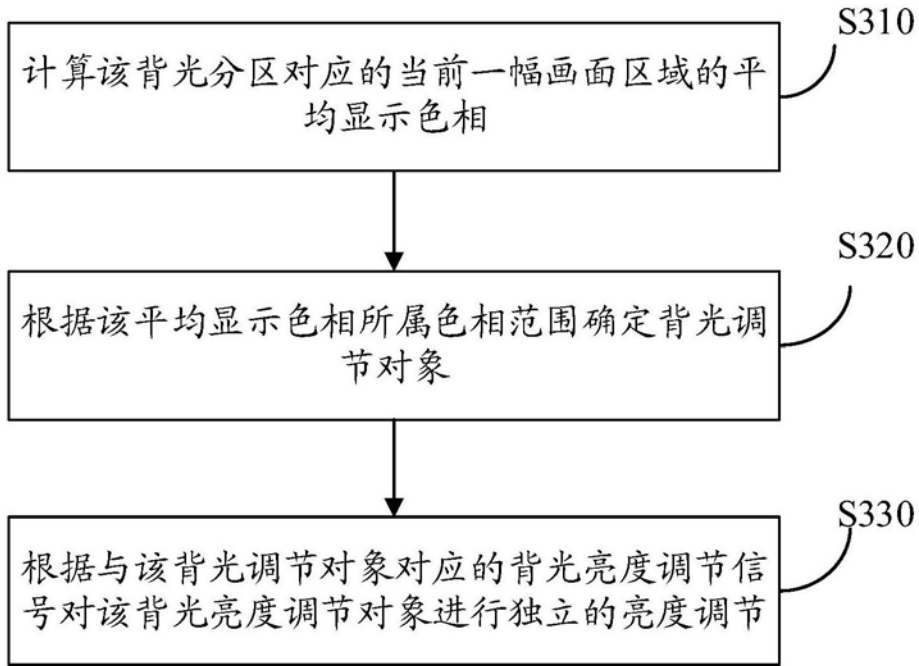 S310
计算该背光分区对应的当前一幅画面区域的平
均显示色相
S320
根据该平均显示色相所属色相范围确定背光调
节对象
S330
根据与该背光调节对象对应的背光亮度调节信
号对该背光亮度调节对象进行独立的亮度调节